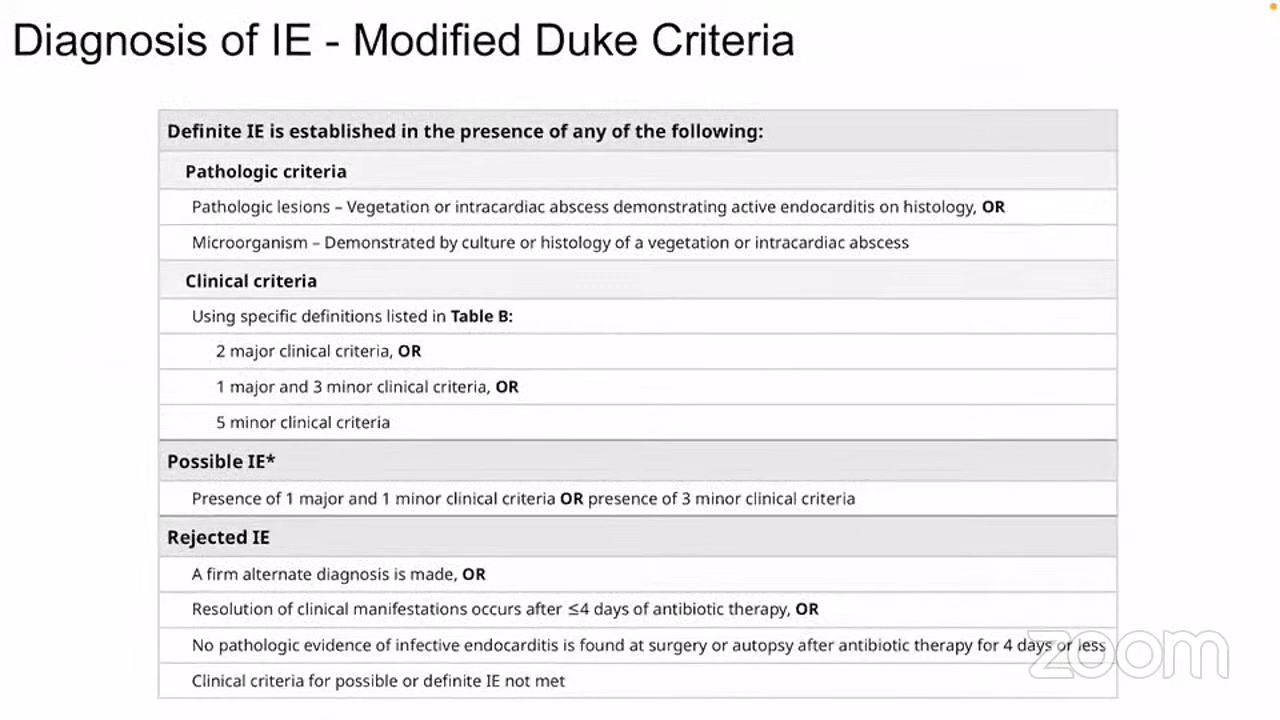 Diagnosis of IE - Modified Duke Criteria
Definite IE is established in the presence of any of the following:
Pathologic criteria
Pathologic lesions – Vegetation or intracardiac abscess demonstrating active endocarditis on histology, OR
Microorganism – Demonstrated by culture or histology of a vegetation or intracardiac abscess
Clinical criteria
Using specific definitions listed in Table B:
2 major clinical criteria, OR
1 major and 3 minor clinical criteria, OR
5 minor clinical criteria
Possible IE*
Presence of 1 major and 1 minor clinical criteria OR presence of 3 minor clinical criteria
Rejected IE
A firm alternate diagnosis is made, OR
Resolution of clinical manifestations occurs after ≤4 days of antibiotic therapy, OR
No pathologic evidence of infective endocarditis is found at surgery or autopsy after antibiotic therapy for 4 days or less
Clinical criteria for possible or definite IE not met
zoom